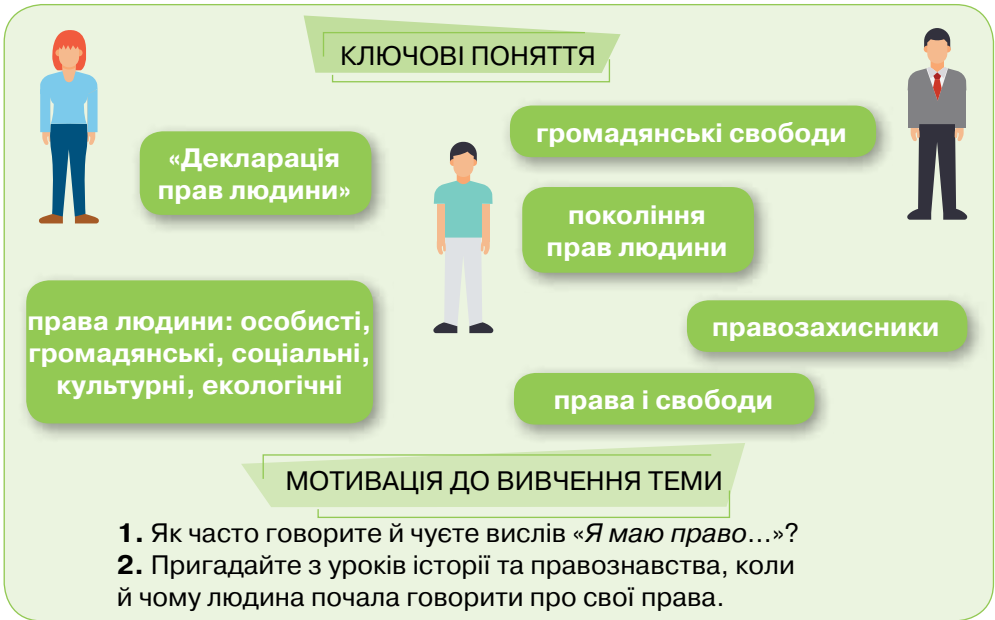 КЛЮЧОВІ ПОНЯТТЯ
«Декларація
прав людини»
громадянські свободи
покоління
прав людини
права людини: особисті,
громадянські, соціальні,
культурні, екологічні
правозахисники
права і свободи
МОТИВАЦІЯ ДО ВИВЧЕННЯ ТЕМИ
1. Як часто говорите й чуєте вислів «Я маю право…»?
2. Пригадайте з уроків історії та правознавства, коли
й чому людина почала говорити про свої права.